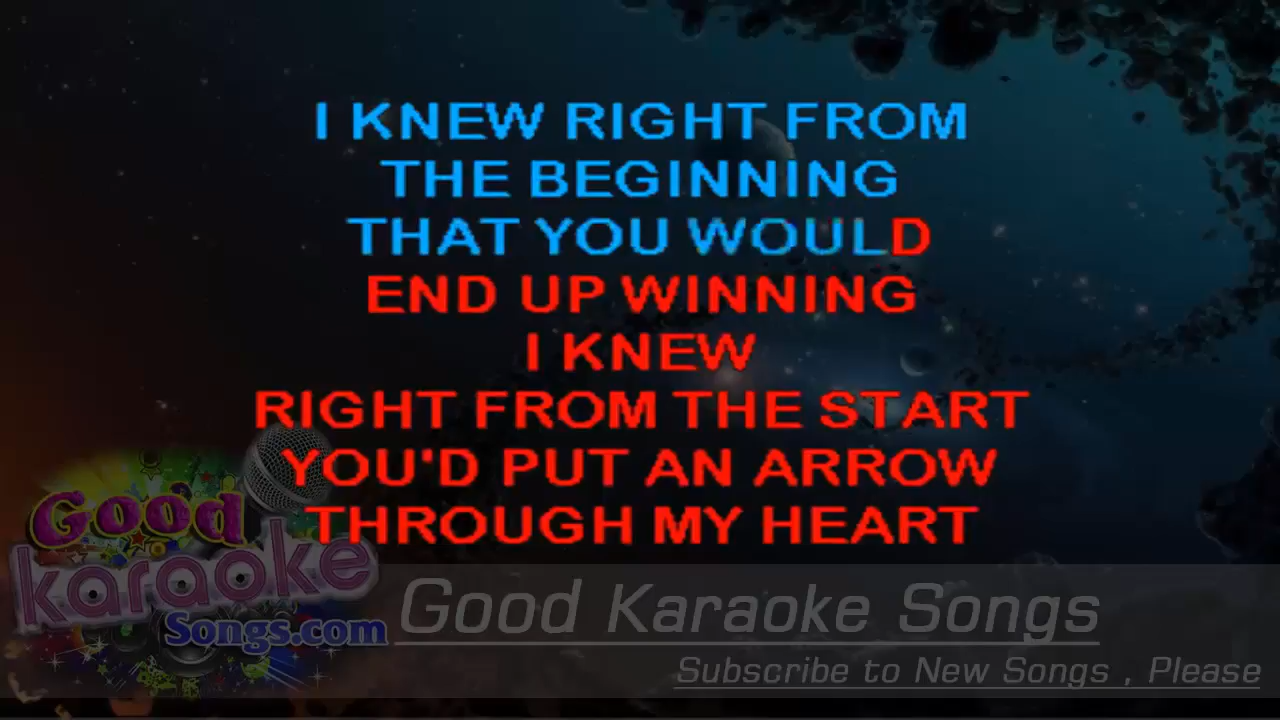 I KNEW RIGHT FROM
THE BEGINNING
THAT YOU WOULD
END UP WINNING
I KNEW
RIGHT FROM THE START
YOU'D PUT AN ARROW
THROUGH MY HEART
Good
karaoke
Songs.com
Good Karaoke Songs
Subscribe to New Songs , Please